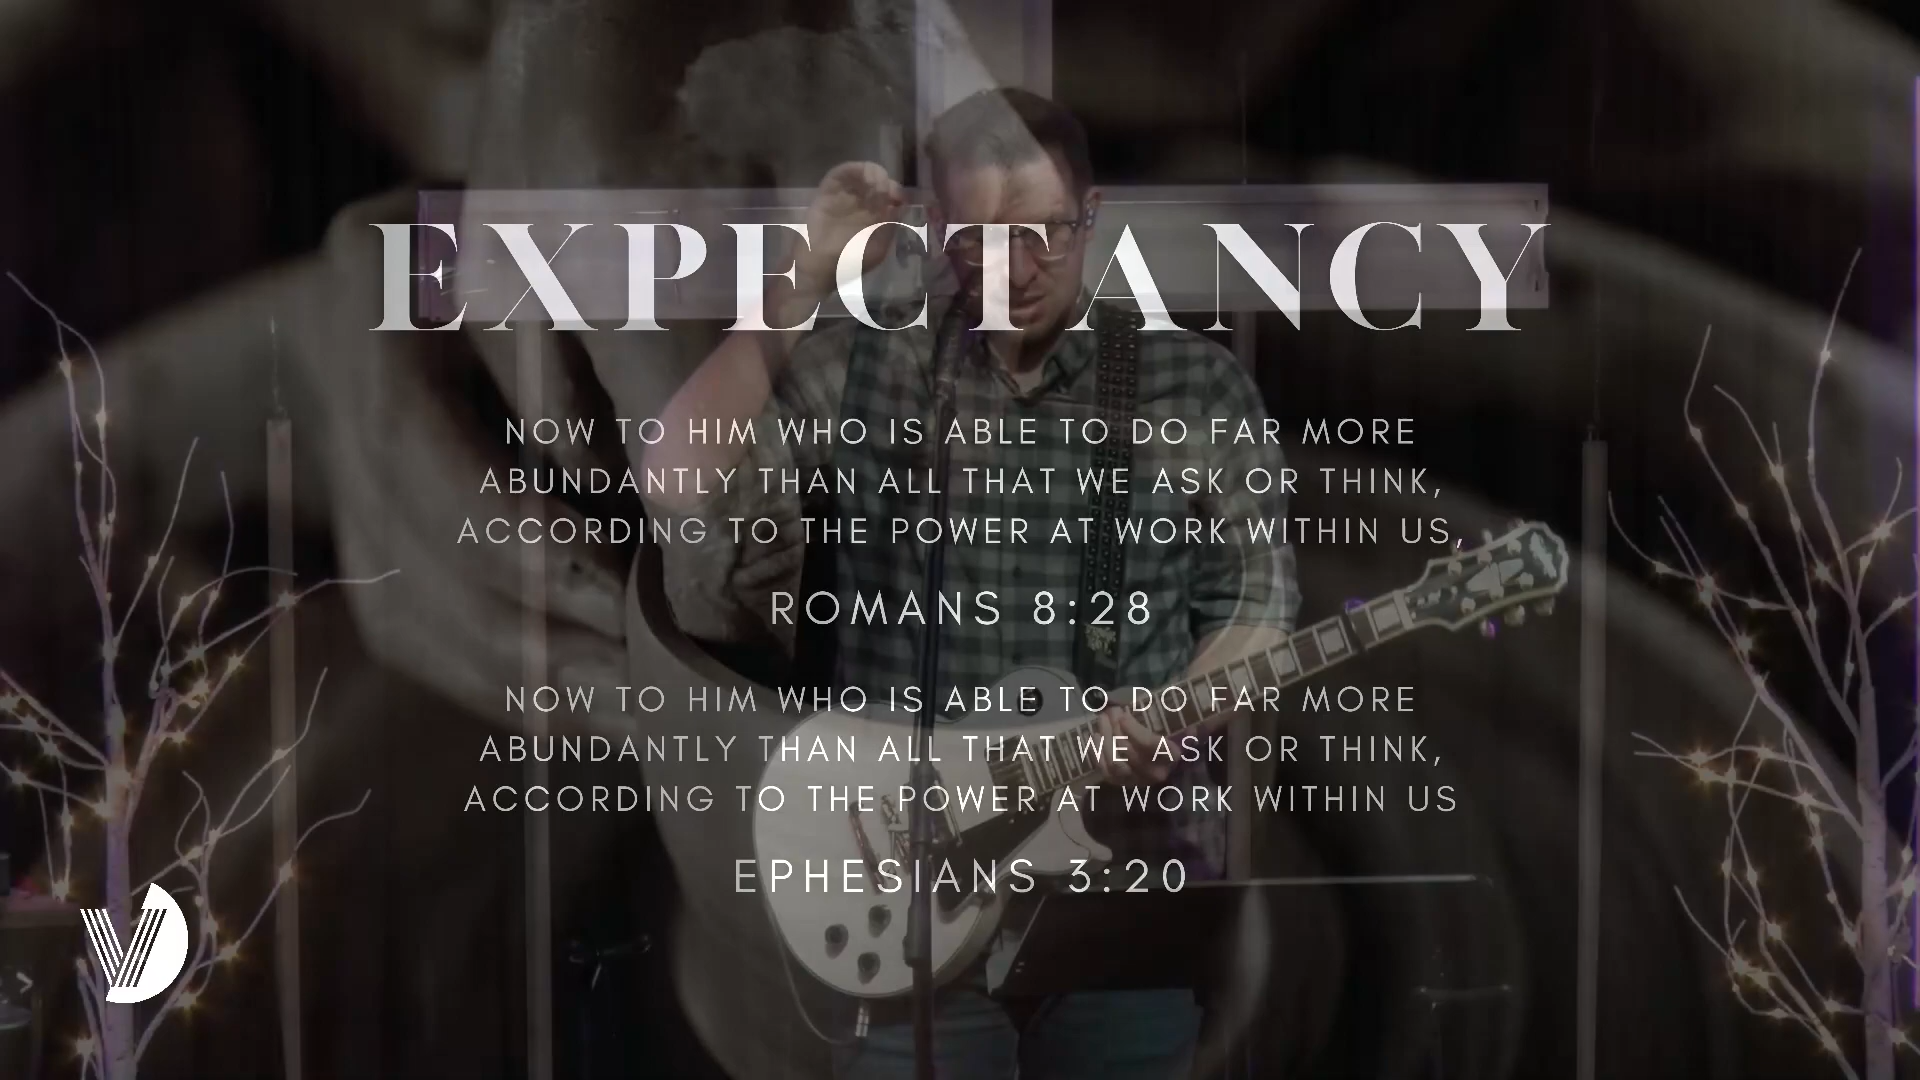 EXPECTANCY
NOW TO HIM WHO IS ABLE TO DO FAR MORE
ABUNDANTLY THAN ALL THAT WE ASK OR THINK,
ACCORDING TO THE POWER AT WORK WITHIN US,
ROMANS 8:28
NOW TO HIM WHO IS ABLE TO DO FAR MORE
ABUNDANTLY THAN ALL THAT WE ASK OR THINK,
ACCORDING TO THE POWER AT WORK WITHIN US
EPHESIANS 3:20
V